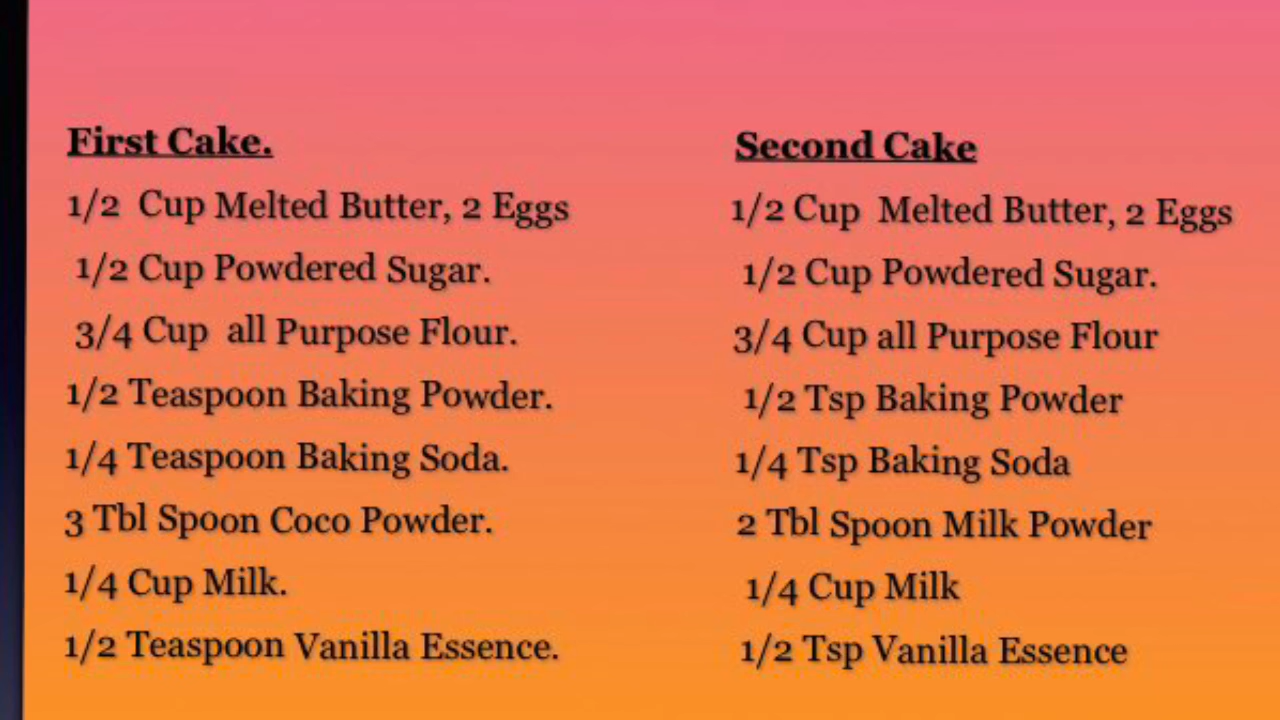 First Cake.
1/2 Cup Melted Butter, 2 Eggs
1/2 Cup Powdered Sugar.
3/4 Cup all Purpose Flour.
1/2 Teaspoon Baking Powder.
1/4 Teaspoon Baking Soda.
3 Tbl Spoon Coco Powder.
1/4 Cup Milk.
1/2 Teaspoon Vanilla Essence.
Second Cake
1/2 Cup Melted Butter, 2 Eggs
1/2 Cup Powdered Sugar.
3/4 Cup all Purpose Flour
1/2 Tsp Baking Powder
1/4 Tsp Baking Soda
2 Tbl Spoon Milk Powder
1/4 Cup Milk
1/2 Tsp Vanilla Essence